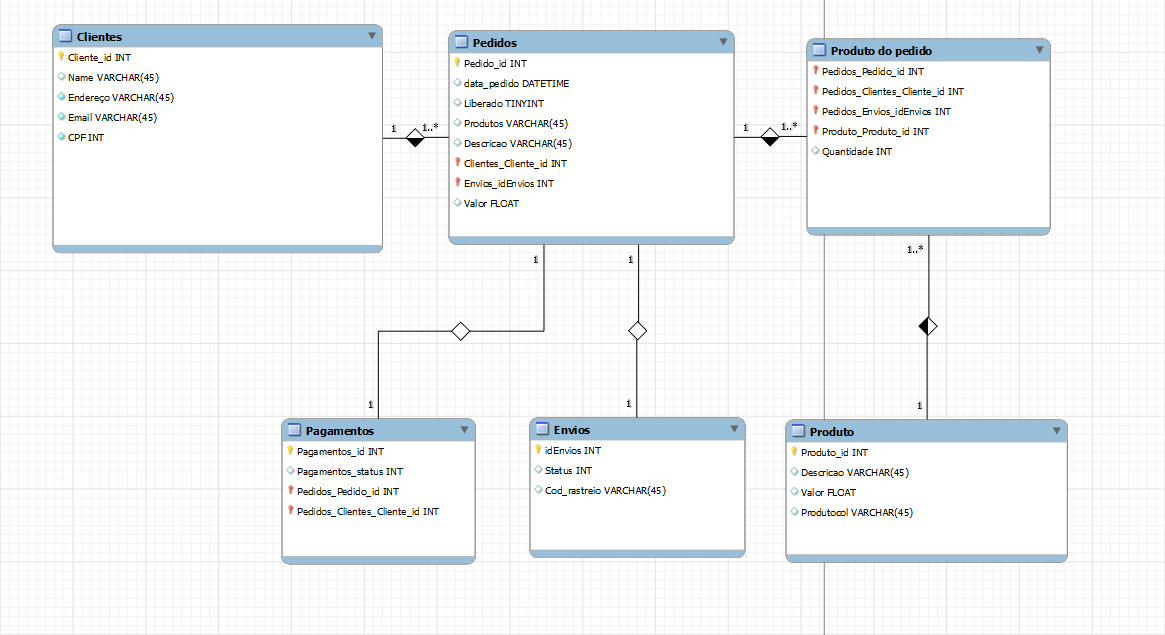 Clientes
Cliente_id INT
Name VARCHAR(45)
Endereço VARCHAR(45)
Email VARCHAR(45)
CPF INT
1
1..*
Pedidos
Pedido_id INT
data_pedido DATETIME
Liberado TINYINT
Produtos VARCHAR(45)
Descricao VARCHAR(45)
Clientes_Cliente_id INT
Envios_idEnvios INT
Valor FLOAT
1
1..*
Produto do pedido
Pedidos_Pedido_id INT
Pedidos_Clientes_Cliente_id INT
Pedidos_Envios_idEnvios INT
Produto_Produto_id INT
Quantidade INT
1
1
1..*
1
1
1
Pagamentos
Pagamentos_id INT
Pagamentos_status INT
Pedidos_Pedido_id INT
Pedidos_Clientes_Cliente_id INT
Envios
idEnvios INT
Status INT
Cod_rastreio VARCHAR(45)
Produto
Produto_id INT
Descricao VARCHAR(45)
Valor FLOAT
Produtocol VARCHAR(45)